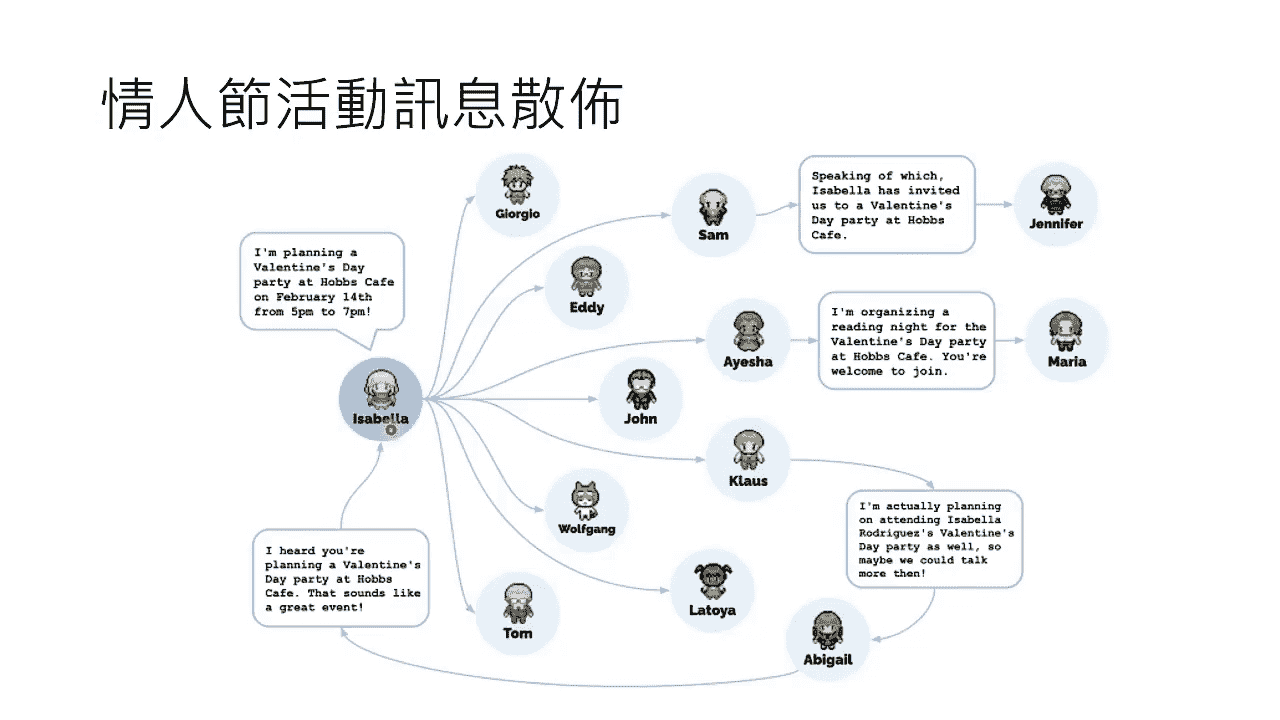 情人節活動訊息散佈
Giorgio
Sam
Speaking of which,
Isabella has invited
us to a Valentine's
Day party at Hobbs
Cafe.
Jennifer
I'm planning a
Valentine's Day
party at Hobbs Cafe
on February 14th
from 5pm to 7pm!
Eddy
Ayesha
I'm organizing a
reading night for the
Valentine's Day party
at Hobbs Cafe. You're
welcome to join.
Maria
Isabella
John
Klaus
Wolfgang
I'm actually planning
on attending Isabella
Rodriguez's Valentine's
Day party as well, so
maybe we could talk
more then!
I heard you're
planning a Valentine's
Day party at Hobbs
Cafe. That sounds like
a great event!
Latoya
Tom
Abigail